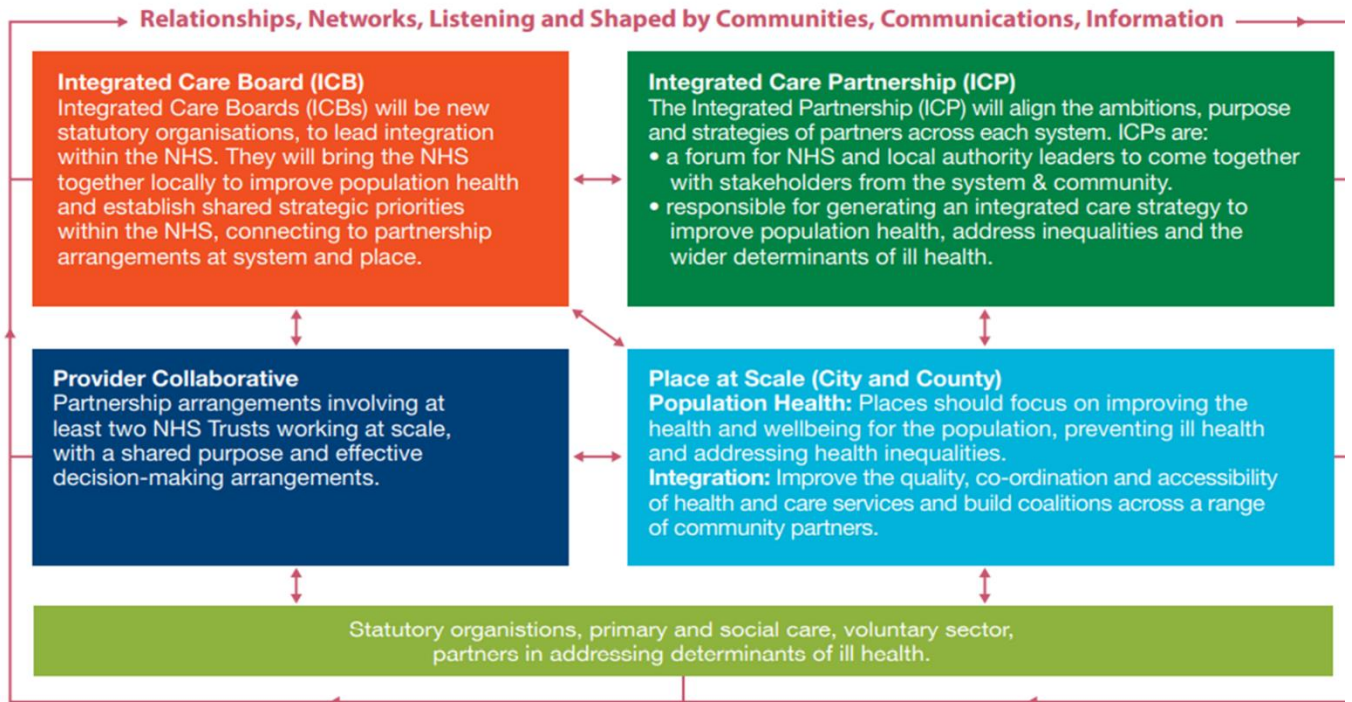 Relationships, Networks, Listening and Shaped by Communities, Communications, Information
Integrated Care Board (ICB)
Integrated Care Boards (ICBs) will be new
statutory organisations, to lead integration
within the NHS. They will bring the NHS
together locally to improve population health
and establish shared strategic priorities
within the NHS, connecting to partnership
arrangements at system and place.
Integrated Care Partnership (ICP)
The Integrated Partnership (ICP) will align the ambitions, purpose
and strategies of partners across each system. ICPs are:
• a forum for NHS and local authority leaders to come together
with stakeholders from the system & community.
• responsible for generating an integrated care strategy to
improve population health, address inequalities and the
wider determinants of ill health.
Provider Collaborative
Partnership arrangements involving at
least two NHS Trusts working at scale,
with a shared purpose and effective
decision-making arrangements.
Place at Scale (City and County)
Population Health: Places should focus on improving the
health and wellbeing for the population, preventing ill health
and addressing health inequalities.
Integration: Improve the quality, co-ordination and accessibility
of health and care services and build coalitions across a range
of community partners.
Statutory organistions, primary and social care, voluntary sector,
partners in addressing determinants of ill health.